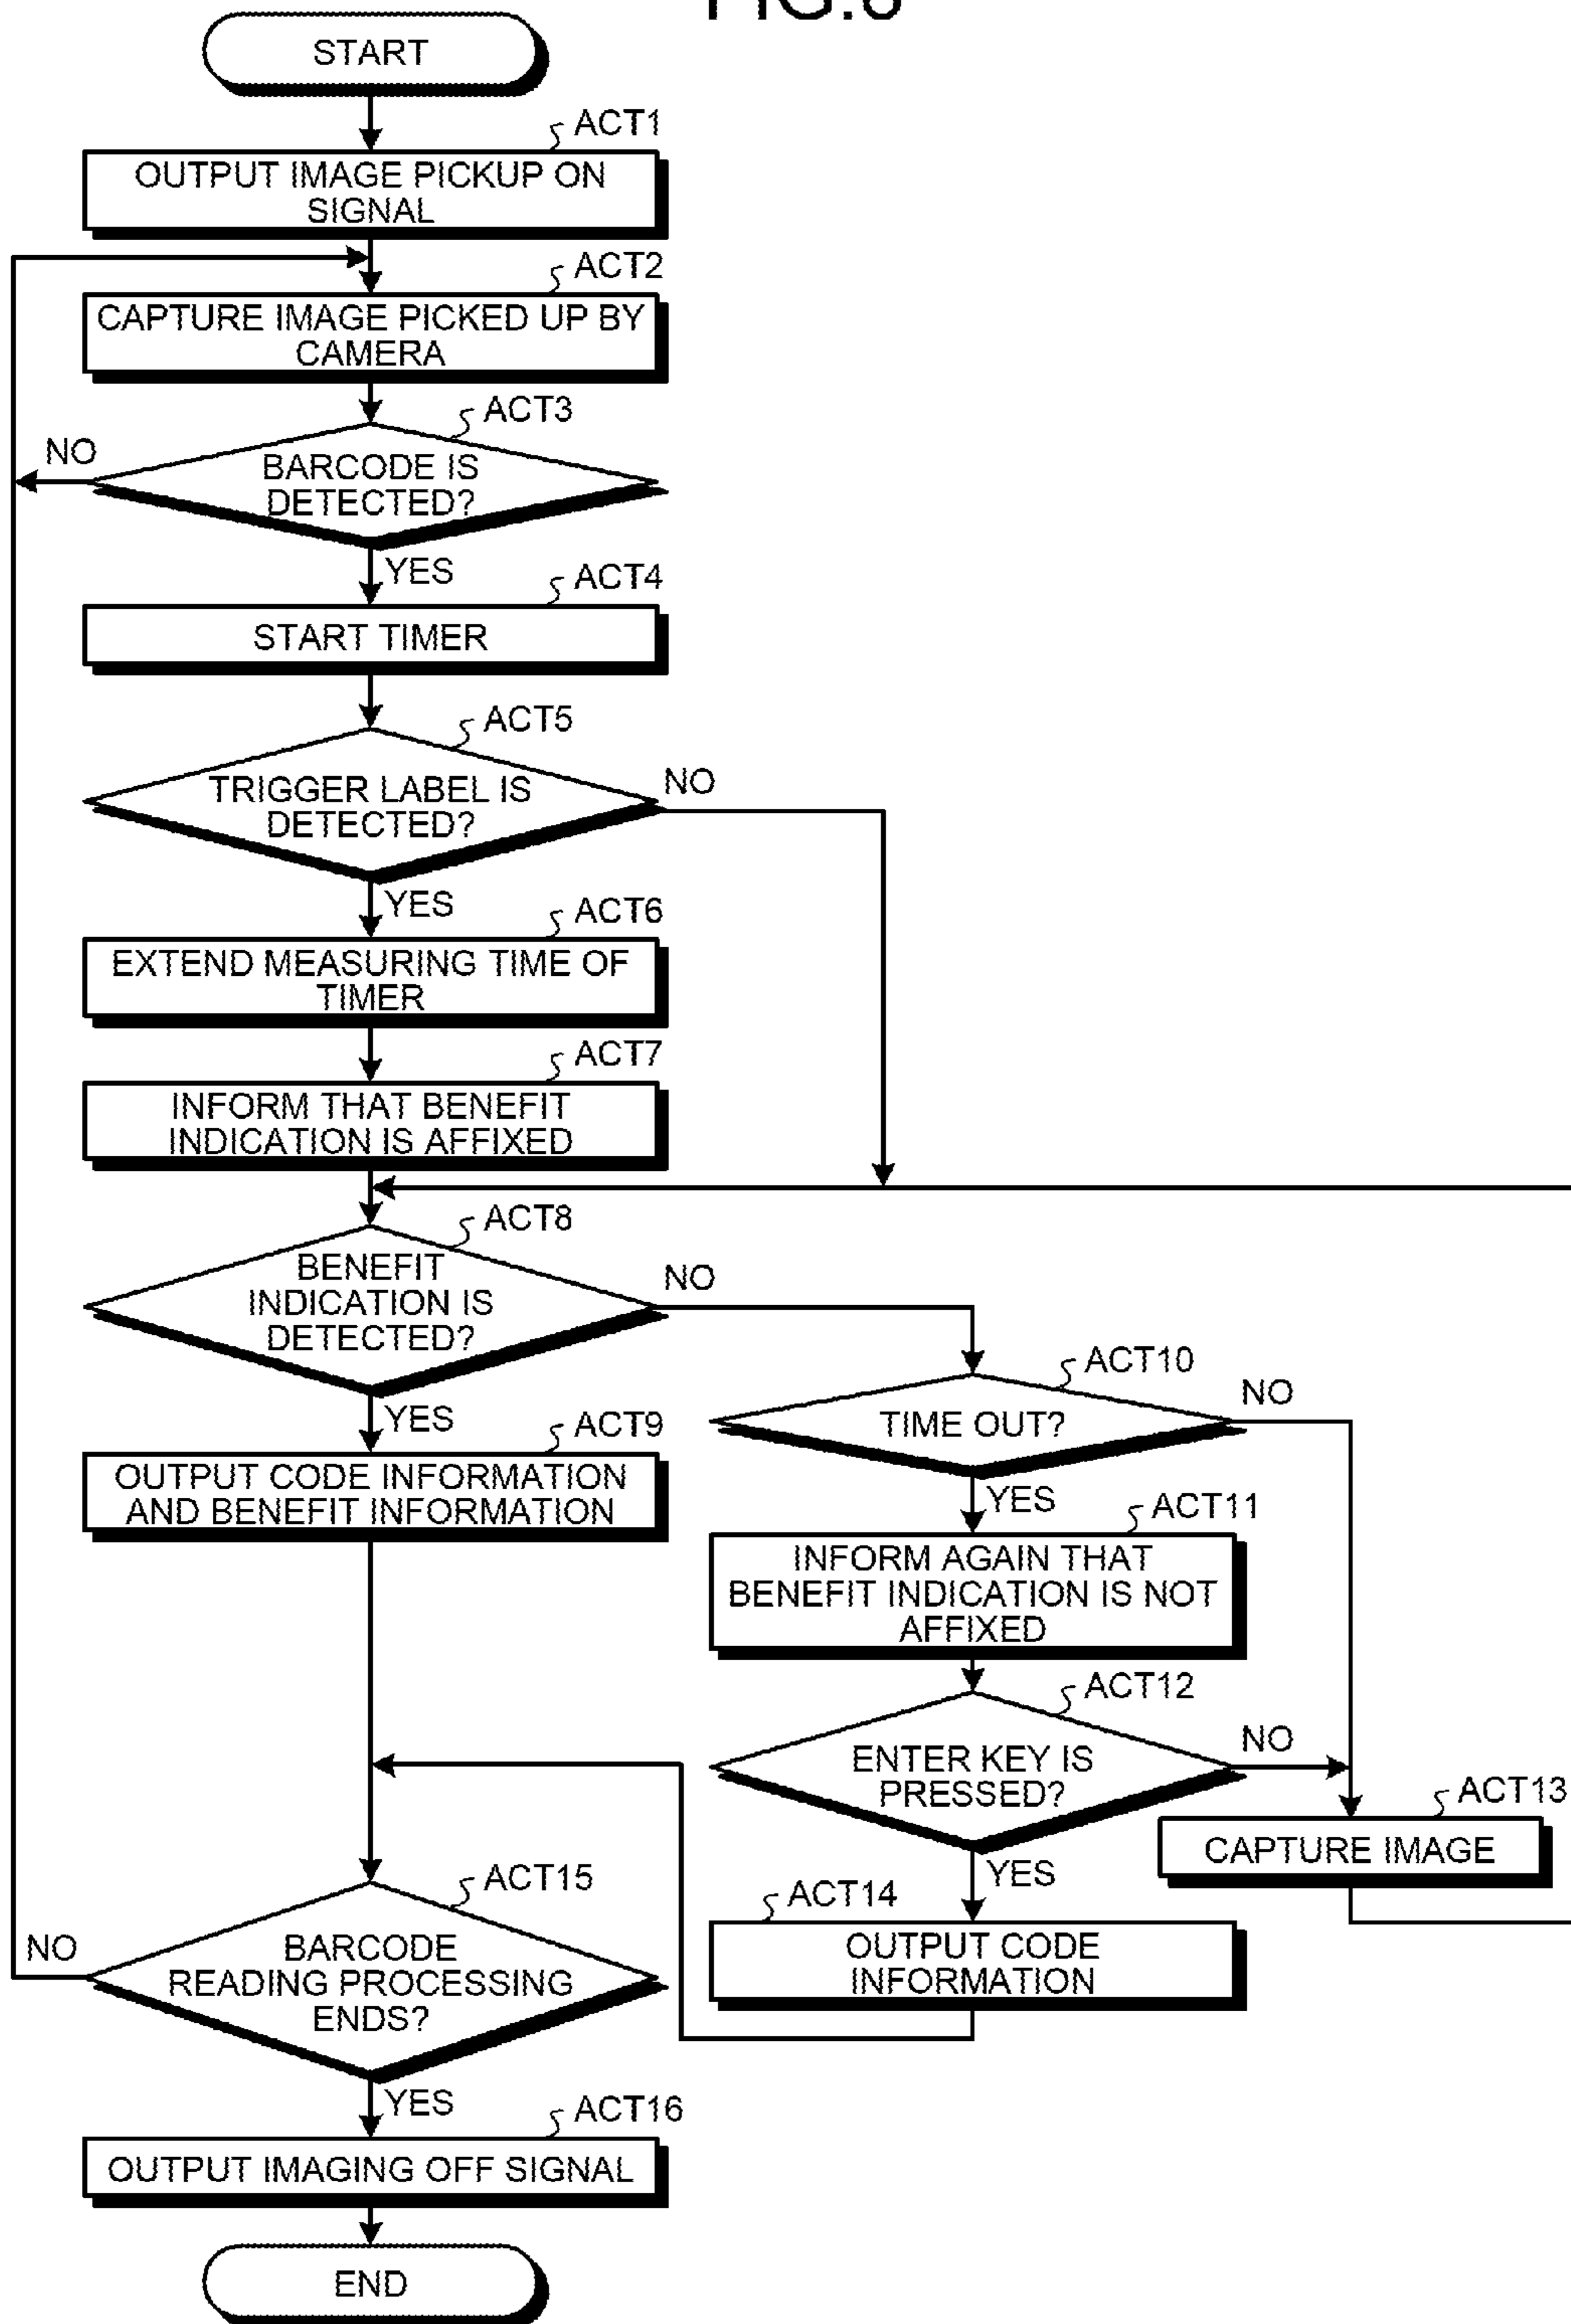 START
ACT1
OUTPUT IMAGE PICKUP ON
SIGNAL
ACT2
CAPTURE IMAGE PICKED UP BY
CAMERA
ACT3
NO
BARCODE IS
DETECTED?
YES
ACT4
START TIMER
ACT5
TRIGGER LABEL IS
DETECTED?
NO
YES
ACT6
EXTEND MEASURING TIME OF
TIMER
ACT7
INFORM THAT BENEFIT
INDICATION IS AFFIXED
ACT8
BENEFIT
INDICATION IS
DETECTED?
NO
YES
ACT9
OUTPUT CODE INFORMATION
AND BENEFIT INFORMATION
ACT10
TIME OUT?
NO
YES
ACT11
INFORM AGAIN THAT
BENEFIT INDICATION IS NOT
AFFIXED
ACT12
ENTER KEY IS
PRESSED?
NO
YES
ACT13
CAPTURE IMAGE
ACT14
OUTPUT CODE
INFORMATION
ACT15
BARCODE
READING PROCESSING
ENDS?
NO
YES
ACT16
OUTPUT IMAGING OFF SIGNAL
END